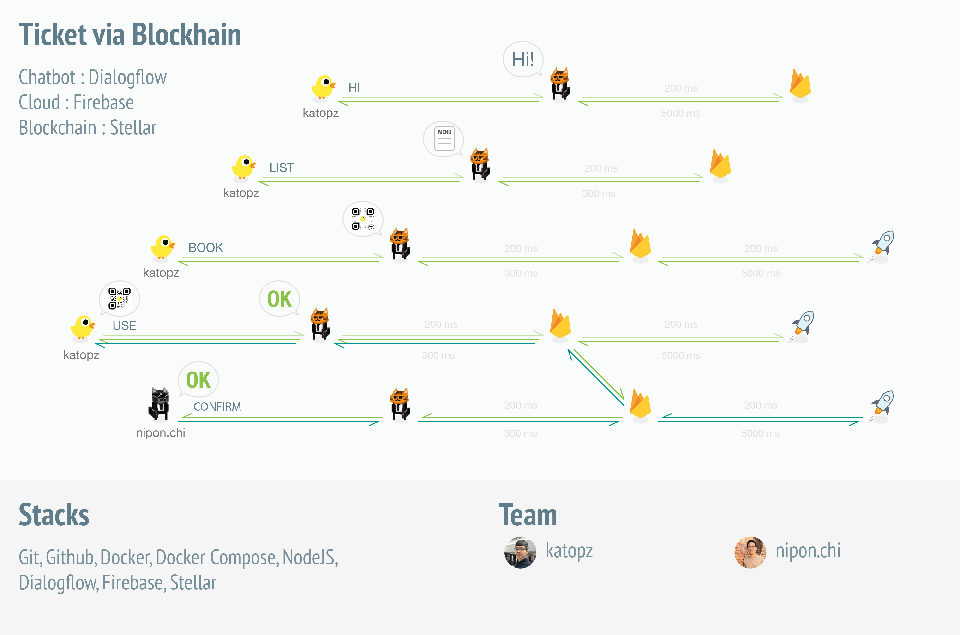 Ticket via Blockhain
Chatbot : Dialogflow
Cloud : Firebase
Blockchain : Stellar
Hi!
HI
katopz
200 ms
5000 ms
MENU
LIST
katopz
200 ms
300 ms
BOOK
katopz
200 ms
300 ms
200 ms
5000 ms
OK
USE
katopz
200 ms
300 ms
200 ms
5000 ms
OK
CONFIRM
nipon.chi
200 ms
300 ms
200 ms
5000 ms
Stacks
Git, Github, Docker, Docker Compose, NodeJS,
Dialogflow, Firebase, Stellar
Team
katopz
nipon.chi